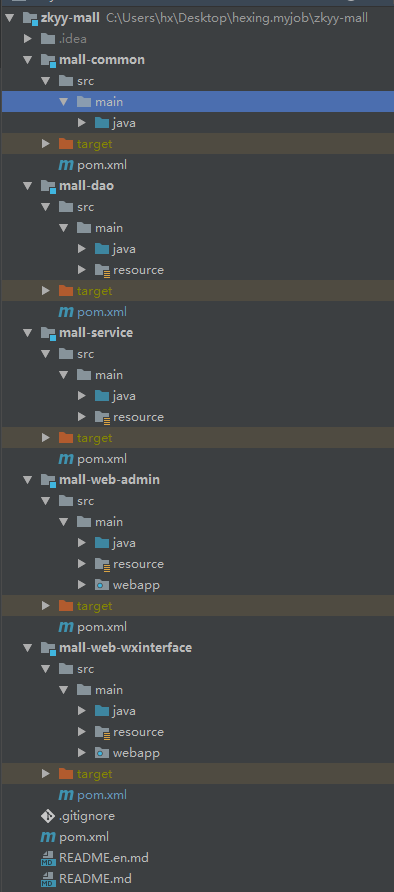 zkyy-mall C:\Users\hx\Desktop\hexing.myjob\zkyy-mall
.idea
mall-common
src
main
java
target
m pom.xml
mall-dao
src
main
java
resource
target
m pom.xml
mall-service
src
main
java
resource
target
m pom.xml
mall-web-admin
src
main
java
resource
webapp
target
m pom.xml
mall-web-wxinterface
src
main
java
resource
webapp
target
m pom.xml
.gitignore
m pom.xml
MD README.en.md
MD README.md